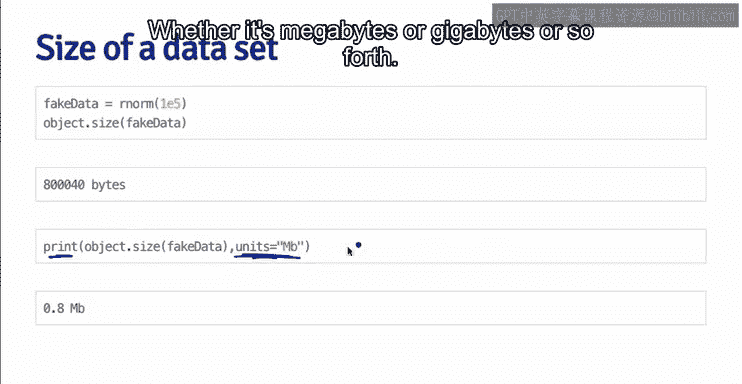 Whether it's megabytes or gigabytes or so
forth.
Size of a data set
fakeData = rnorm(1e5)
object.size(fakeData)
800040 bytes
print(object.size(fakeData),units="Mb")
0.8 Mb